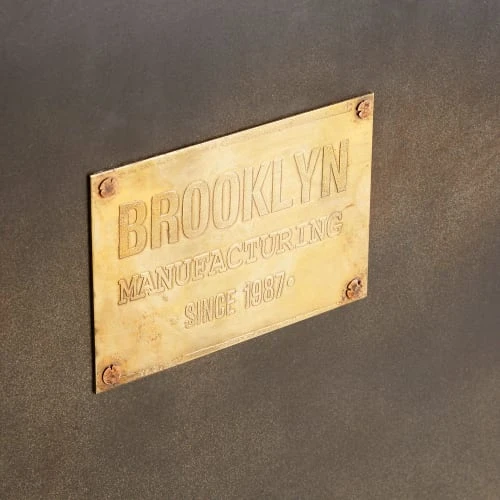 BROOKLYN
MANUFACTURING
· SINCE 1987 ·